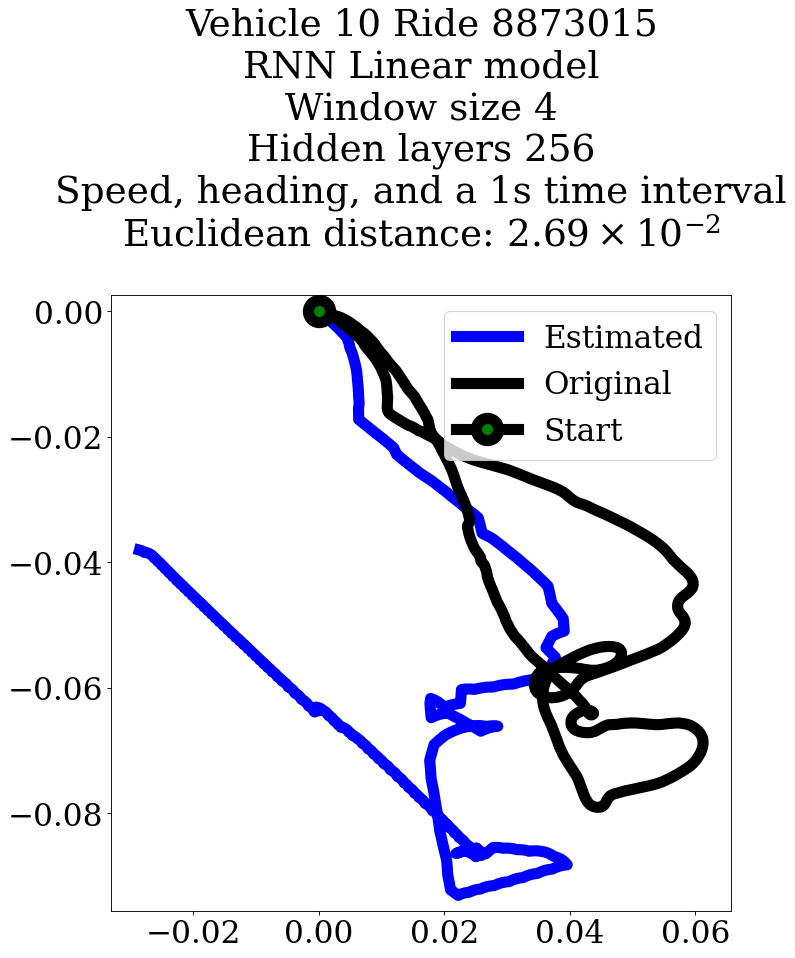 Vehicle 10 Ride 8873015
RNN Linear model
Window size 4
Hidden layers 256
Speed, heading, and a 1s time interval
Euclidean distance: 2.69 × 10⁻²
Estimated
Original
Start
0.00
−0.02
−0.04
−0.06
−0.08
−0.02 0.00 0.02 0.04 0.06